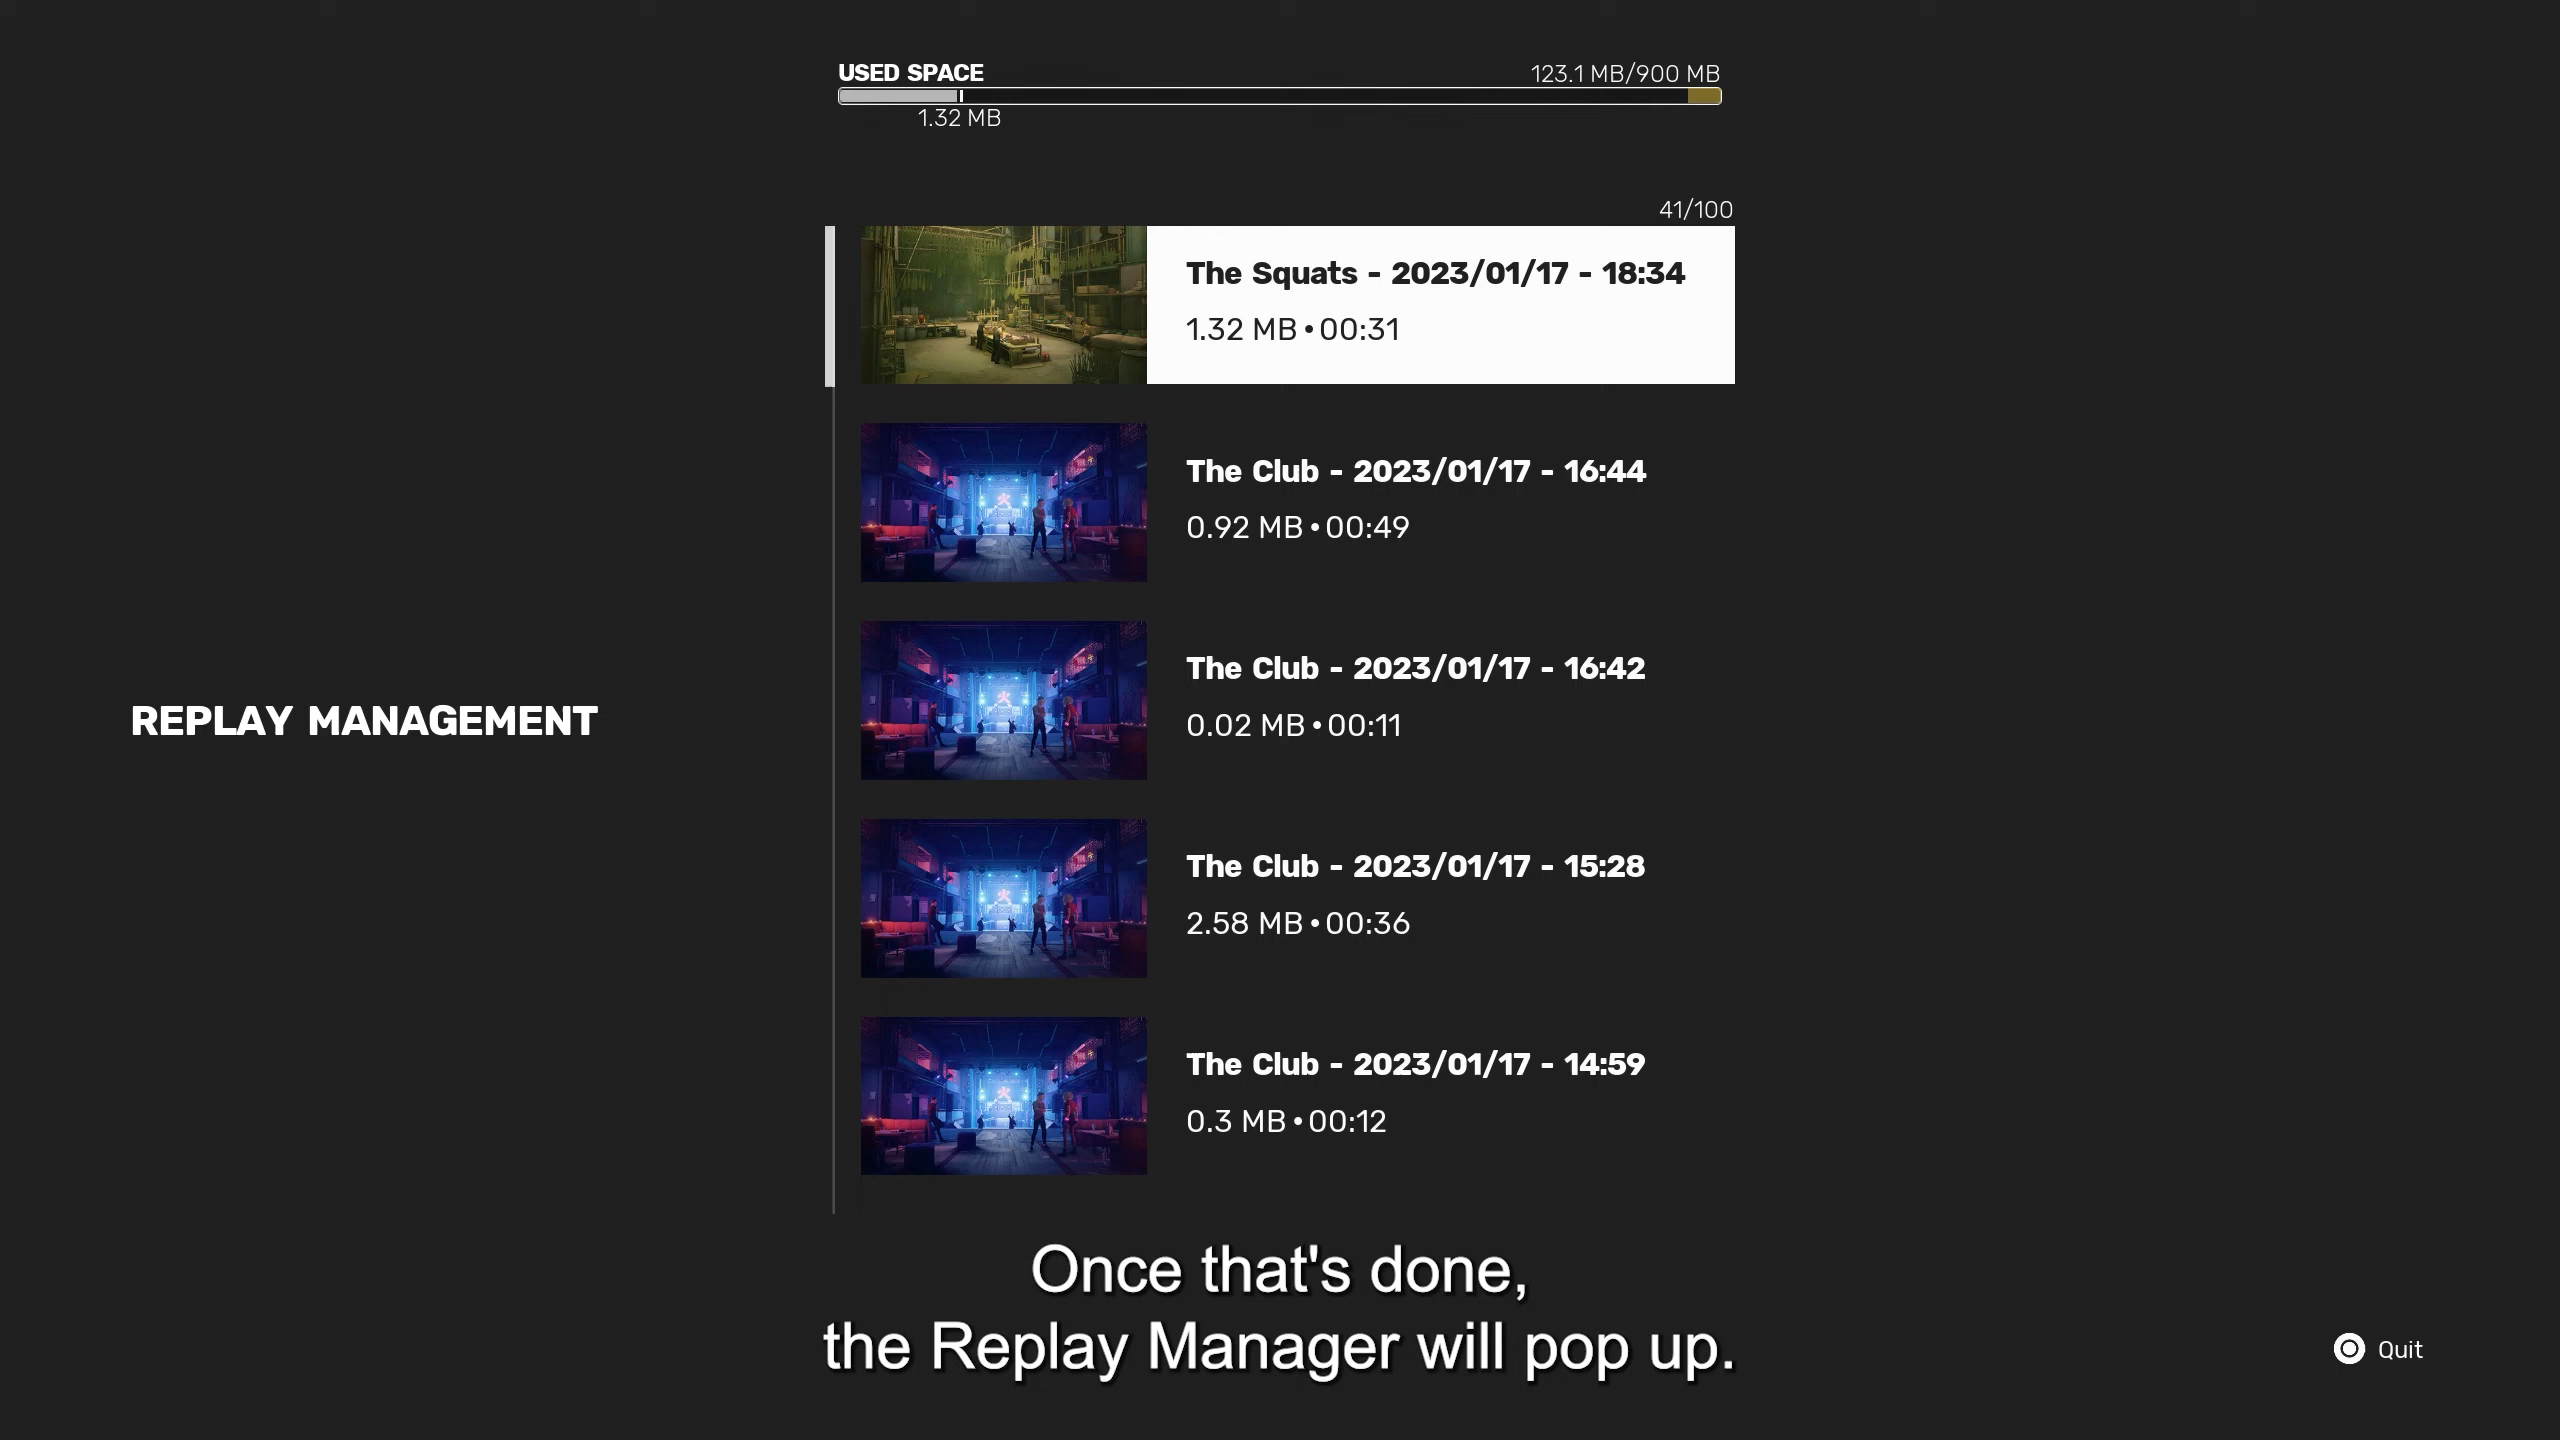 USED SPACE
123.1 MB/900 MB
1.32 MB
41/100
The Squats - 2023/01/17 - 18:34
1.32 MB • 00:31
The Club - 2023/01/17 - 16:44
0.92 MB • 00:49
The Club - 2023/01/17 - 16:42
0.02 MB • 00:11
REPLAY MANAGEMENT
The Club - 2023/01/17 - 15:28
2.58 MB • 00:36
The Club - 2023/01/17 - 14:59
0.3 MB • 00:12
Once that's done,
the Replay Manager will pop up.
Quit